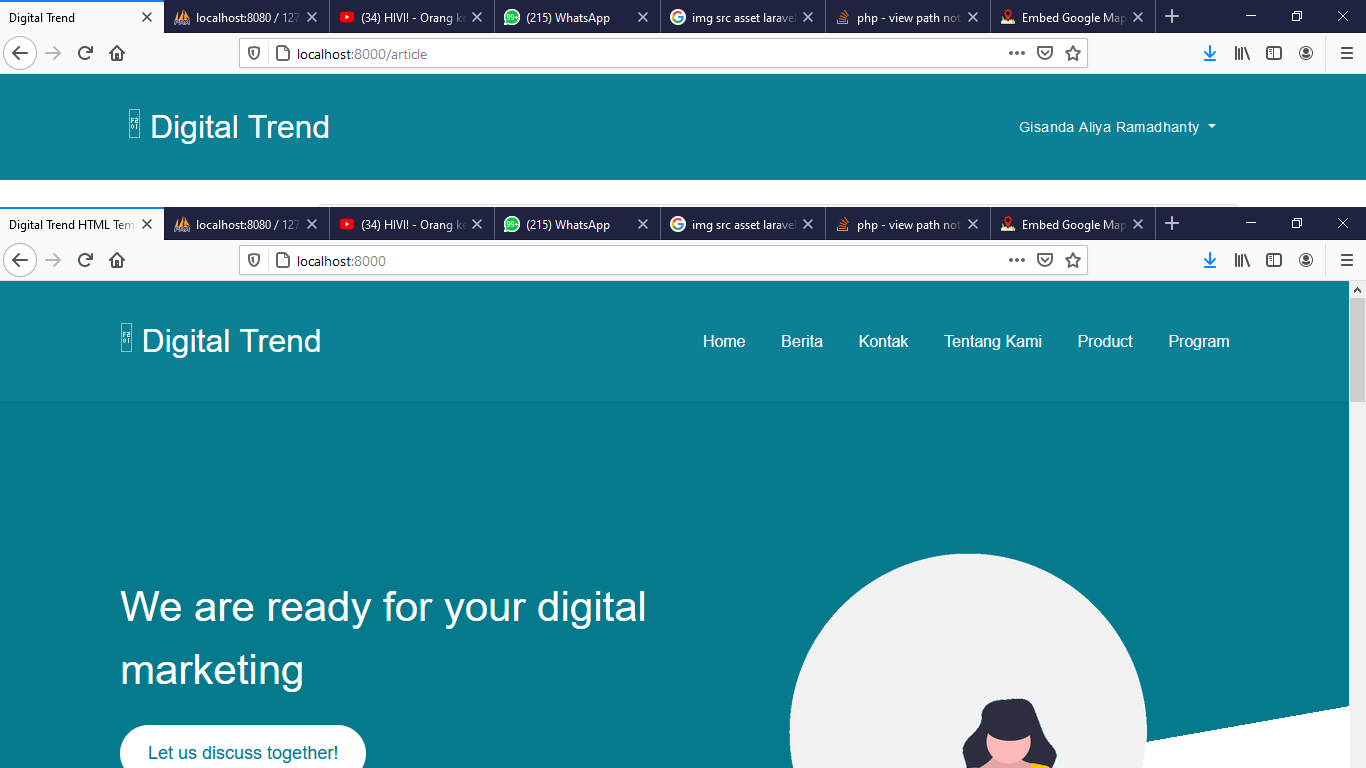 Digital Trend
localhost:8080 / 127
(34) HIVI! - Orang ke
(215) WhatsApp
img src asset laravel
php - view path not
Embed Google Map
localhost:8000/article
Digital Trend
Gisanda Aliya Ramadhanty
Digital Trend HTML Tem
localhost:8080 / 127
(34) HIVI! - Orang ke
(215) WhatsApp
img src asset laravel
php - view path not
Embed Google Map
localhost:8000
Digital Trend
Home
Berita
Kontak
Tentang Kami
Product
Program
We are ready for your digital
marketing
Let us discuss together!